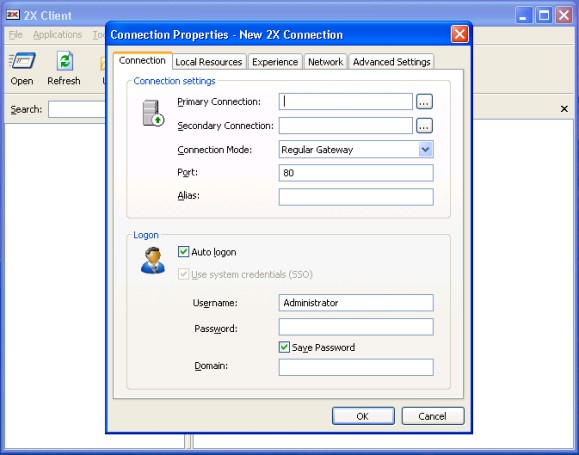 2X Client
File Applications
Open Refresh
Search:
Connection Properties - New 2X Connection
Connection Local Resources Experience Network Advanced Settings
Connection settings
Primary Connection: ...
Secondary Connection: ...
Connection Mode: Regular Gateway
Port: 80
Alias:
Logon
Auto logon
Use system credentials (SSO)
Username: Administrator
Password:
Save Password
Domain:
OK Cancel